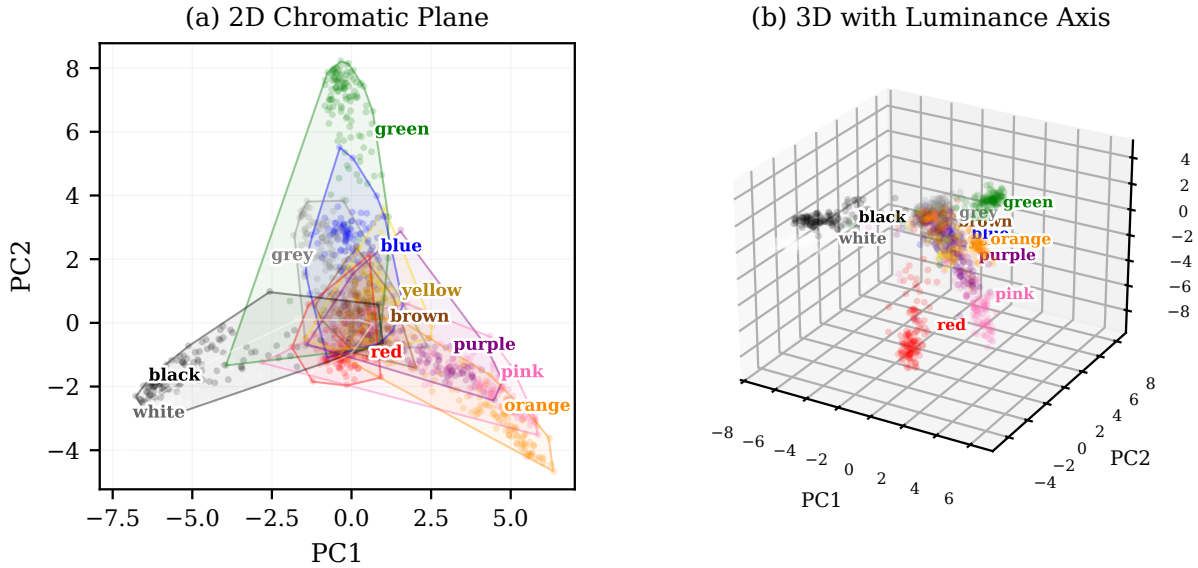 (a) 2D Chromatic Plane
8
6
4
2
0
−2
−4
PC2
−7.5
−5.0
−2.5
0.0
2.5
5.0
PC1
green
blue
grey
yellow
brown
red
purple
pink
orange
black
white
(b) 3D with Luminance Axis
black
white
grey
brown
blue
green
orange
purple
pink
red
4
2
0
−2
−4
−6
−8
−8
−6
−4
−2
0
2
4
6
PC1
−4
−2
0
2
4
6
8
PC2